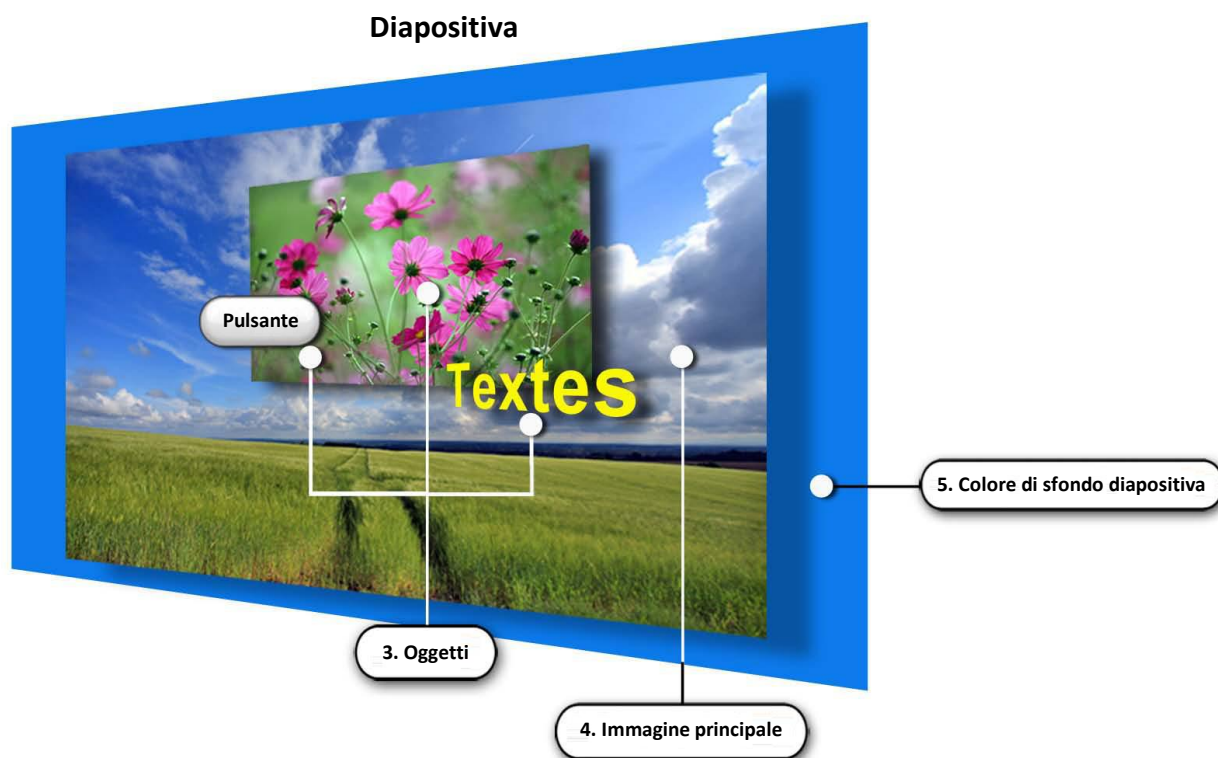 Diapositiva
Pulsante
Textes
5. Colore di sfondo diapositiva
3. Oggetti
4. Immagine principale